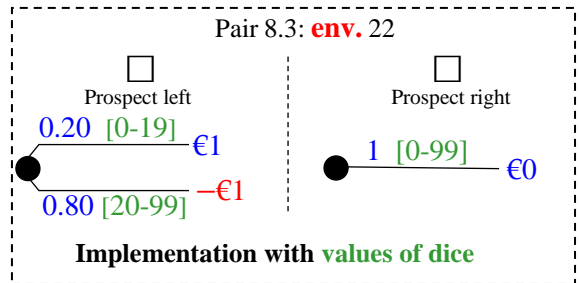 Pair 8.3: env. 22
Prospect left
0.20 [0-19]
€1
0.80 [20-99]
−€1
Prospect right
1 [0-99]
€0
Implementation with values of dice